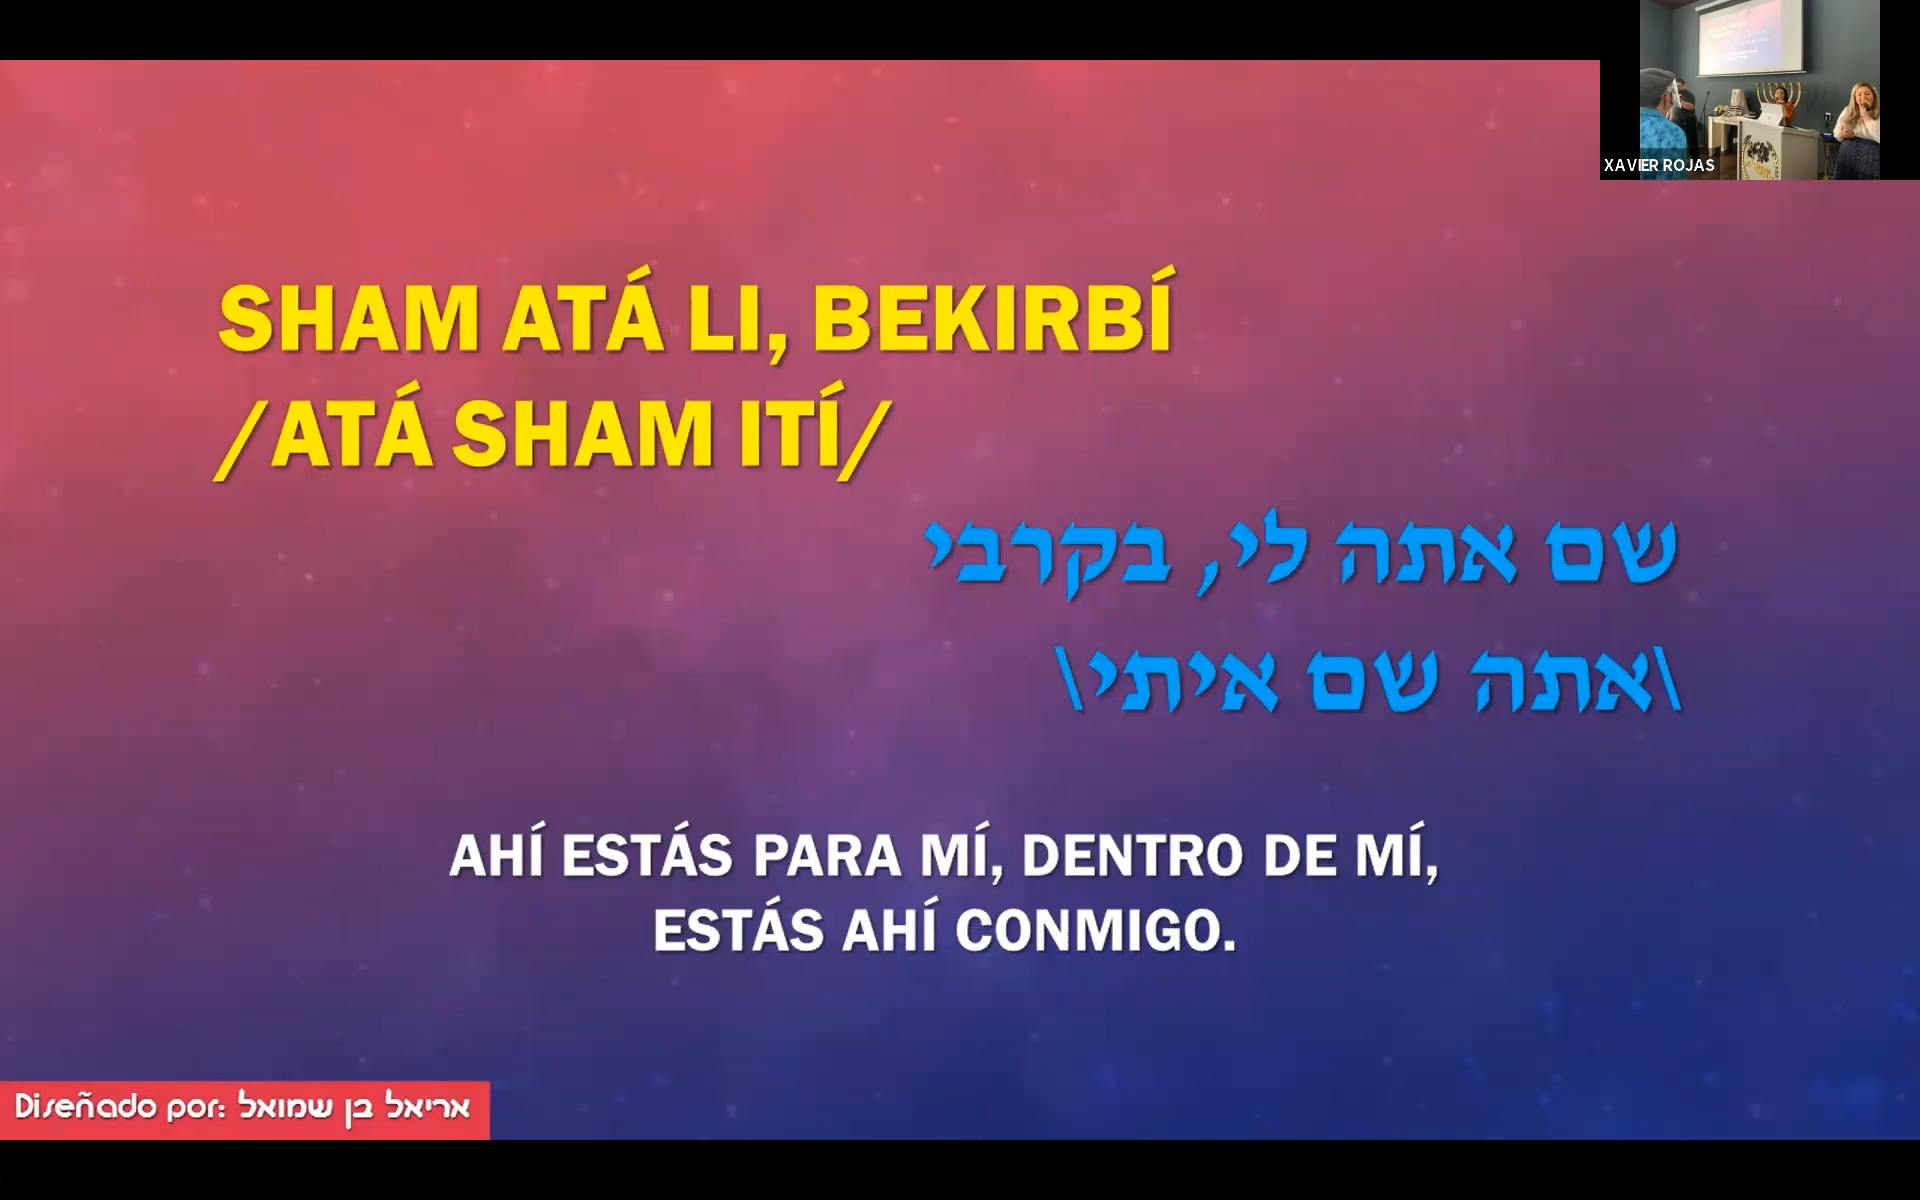 XAVIER ROJAS
SHAM ATÁ LI, BEKIRBÍ
/ATÁ SHAM ITÍ/
שם אתה לי, בקרבי
\אתה שם איתי\
AHÍ ESTÁS PARA MÍ, DENTRO DE MÍ,
ESTÁS AHÍ CONMIGO.
Diseñado por: אריאל בן שמואל